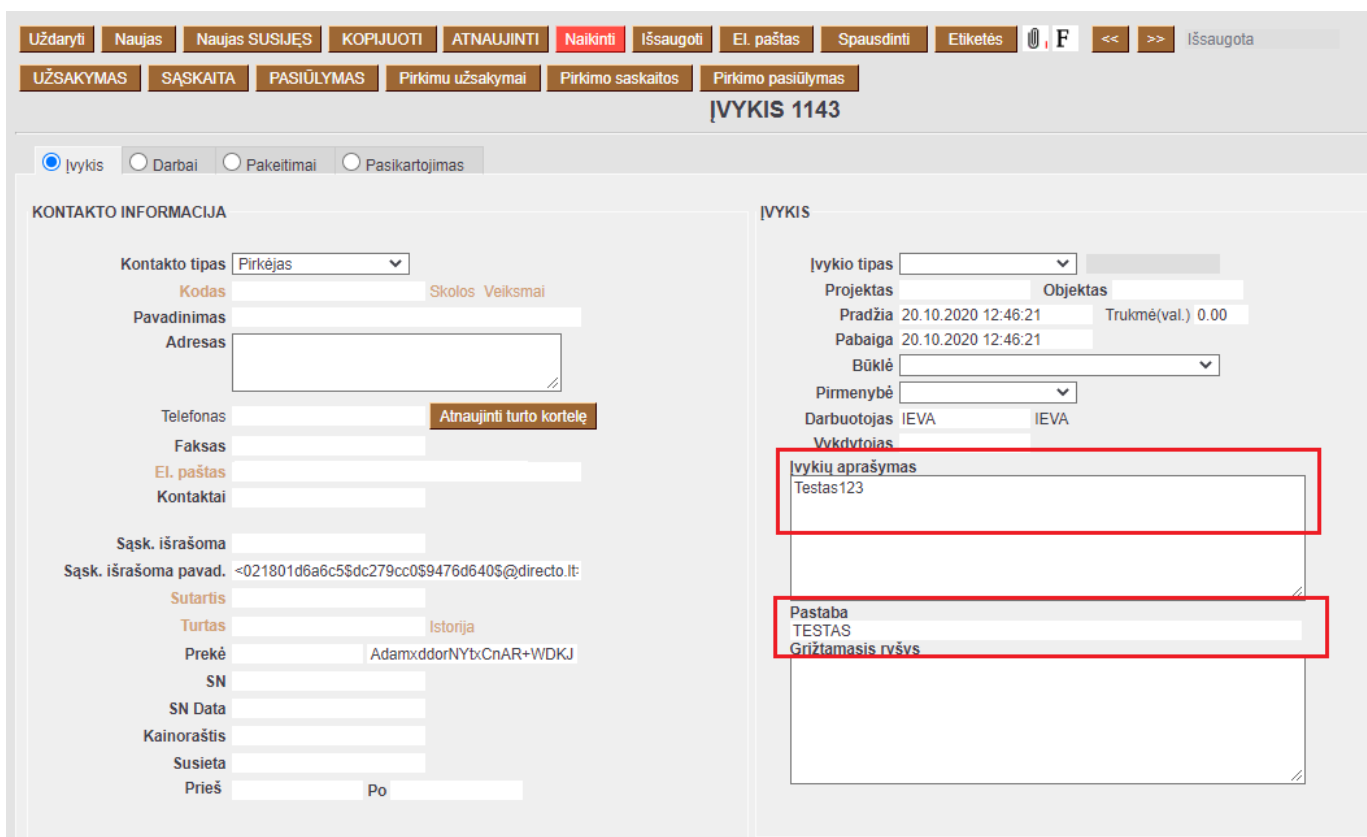 Uždaryti Naujas Naujas SUSIJĘS KOPIJUOTI ATNAUJINTI Naikinti Išsaugoti El. paštas Spausdinti Etiketės F << >> Išsaugota
UŽSAKYMAS SĄSKAITA PASIŪLYMAS Pirkimu užsakymai Pirkimo saskaitos Pirkimo pasiūlymas
ĮVYKIS 1143
Įvykis Darbai Pakeitimai Pasikartojimas
KONTAKTO INFORMACIJA
Kontakto tipas Pirkėjas
Kodas Skolos Veiksmai
Pavadinimas
Adresas
Telefonas Atnaujinti turto kortelę
Faksas
El. paštas
Kontaktai
Sąsk. išrašoma
Sąsk. išrašoma pavad. <021801d6a6c5$dc279cc0$9476d640$@directo.lt>
Sutartis
Turtas Istorija
Prekė AdamxddorNYtxCnAR+WDKJ
SN
SN Data
Kainoraštis
Susieta
Prieš Po
ĮVYKIS
Įvykio tipas
Projektas Objektas
Pradžia 20.10.2020 12:46:21 Trukmė(val.) 0.00
Pabaiga 20.10.2020 12:46:21
Būklė
Pirmenybė
Darbuotojas IEVA IEVA
Vykdytojas
Įvykių aprašymas
Testas123
Pastaba
TESTAS
Grįžtamasis ryšys